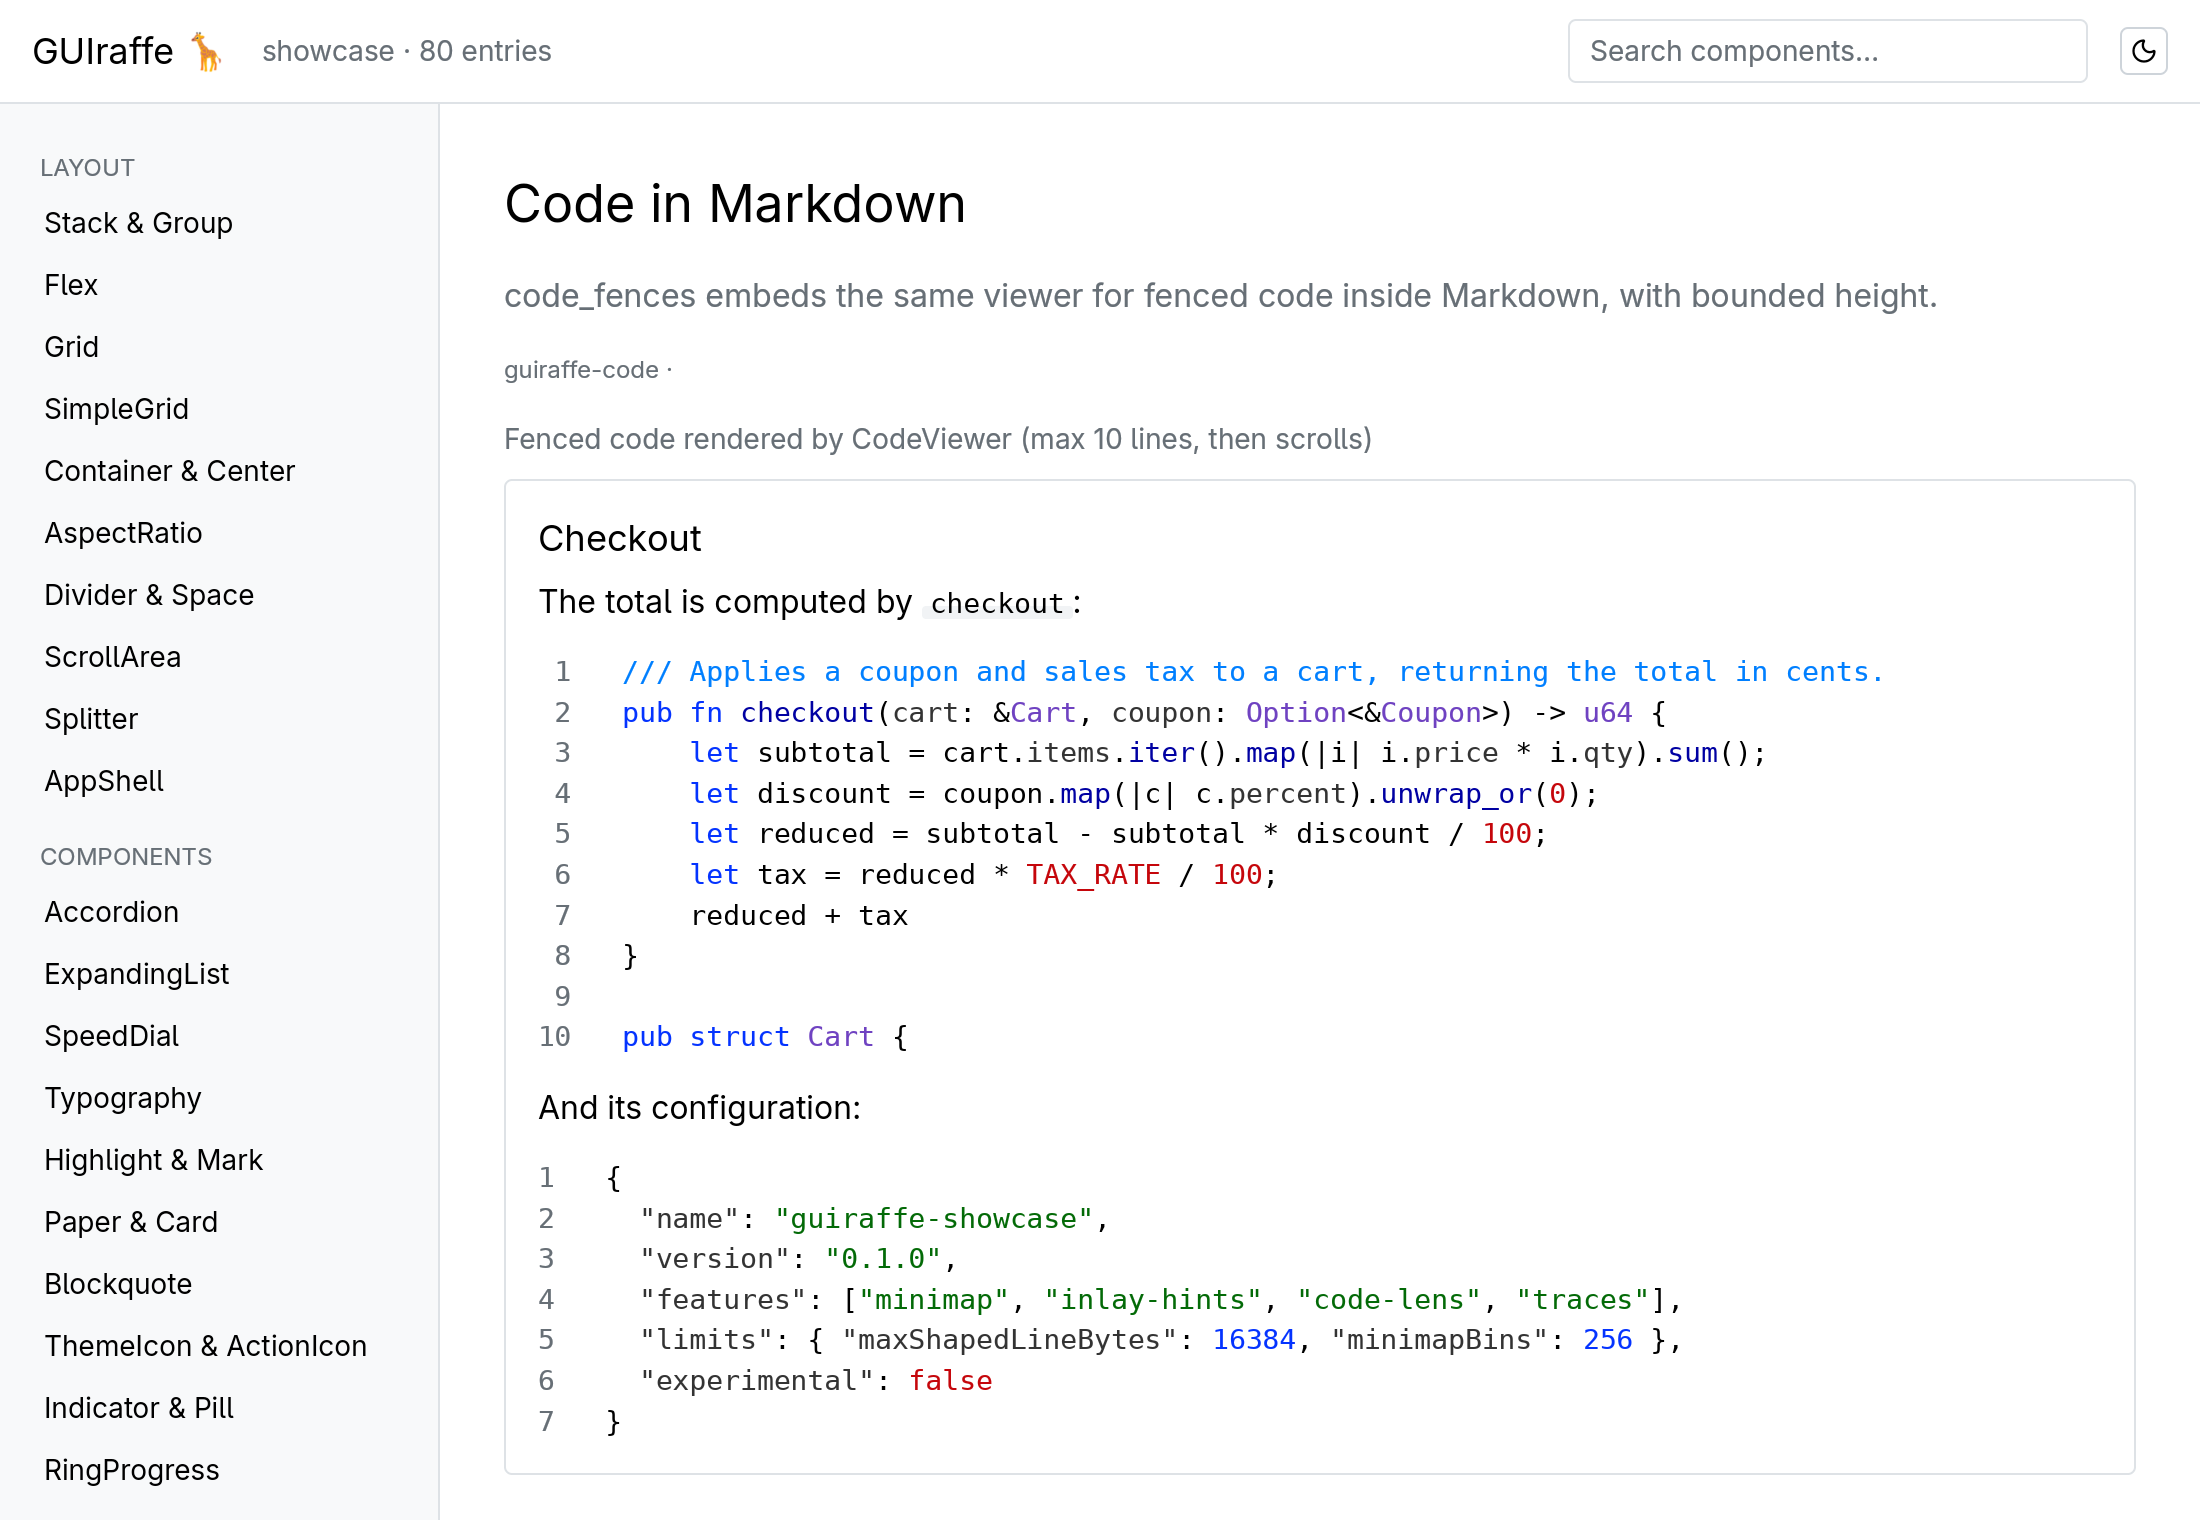 GUIraffe 🦒 showcase · 80 entries
Search components...
LAYOUT
Stack & Group
Flex
Grid
SimpleGrid
Container & Center
AspectRatio
Divider & Space
ScrollArea
Splitter
AppShell
COMPONENTS
Accordion
ExpandingList
SpeedDial
Typography
Highlight & Mark
Paper & Card
Blockquote
ThemeIcon & ActionIcon
Indicator & Pill
RingProgress
Code in Markdown
code_fences embeds the same viewer for fenced code inside Markdown, with bounded height.
guiraffe-code ·
Fenced code rendered by CodeViewer (max 10 lines, then scrolls)
Checkout
The total is computed by checkout:
1 /// Applies a coupon and sales tax to a cart, returning the total in cents.
2 pub fn checkout(cart: &Cart, coupon: Option<&Coupon>) -> u64 {
3     let subtotal = cart.items.iter().map(|i| i.price * i.qty).sum();
4     let discount = coupon.map(|c| c.percent).unwrap_or(0);
5     let reduced = subtotal - subtotal * discount / 100;
6     let tax = reduced * TAX_RATE / 100;
7     reduced + tax
8 }
9
10 pub struct Cart {
And its configuration:
1 {
2   "name": "guiraffe-showcase",
3   "version": "0.1.0",
4   "features": ["minimap", "inlay-hints", "code-lens", "traces"],
5   "limits": { "maxShapedLineBytes": 16384, "minimapBins": 256 },
6   "experimental": false
7 }